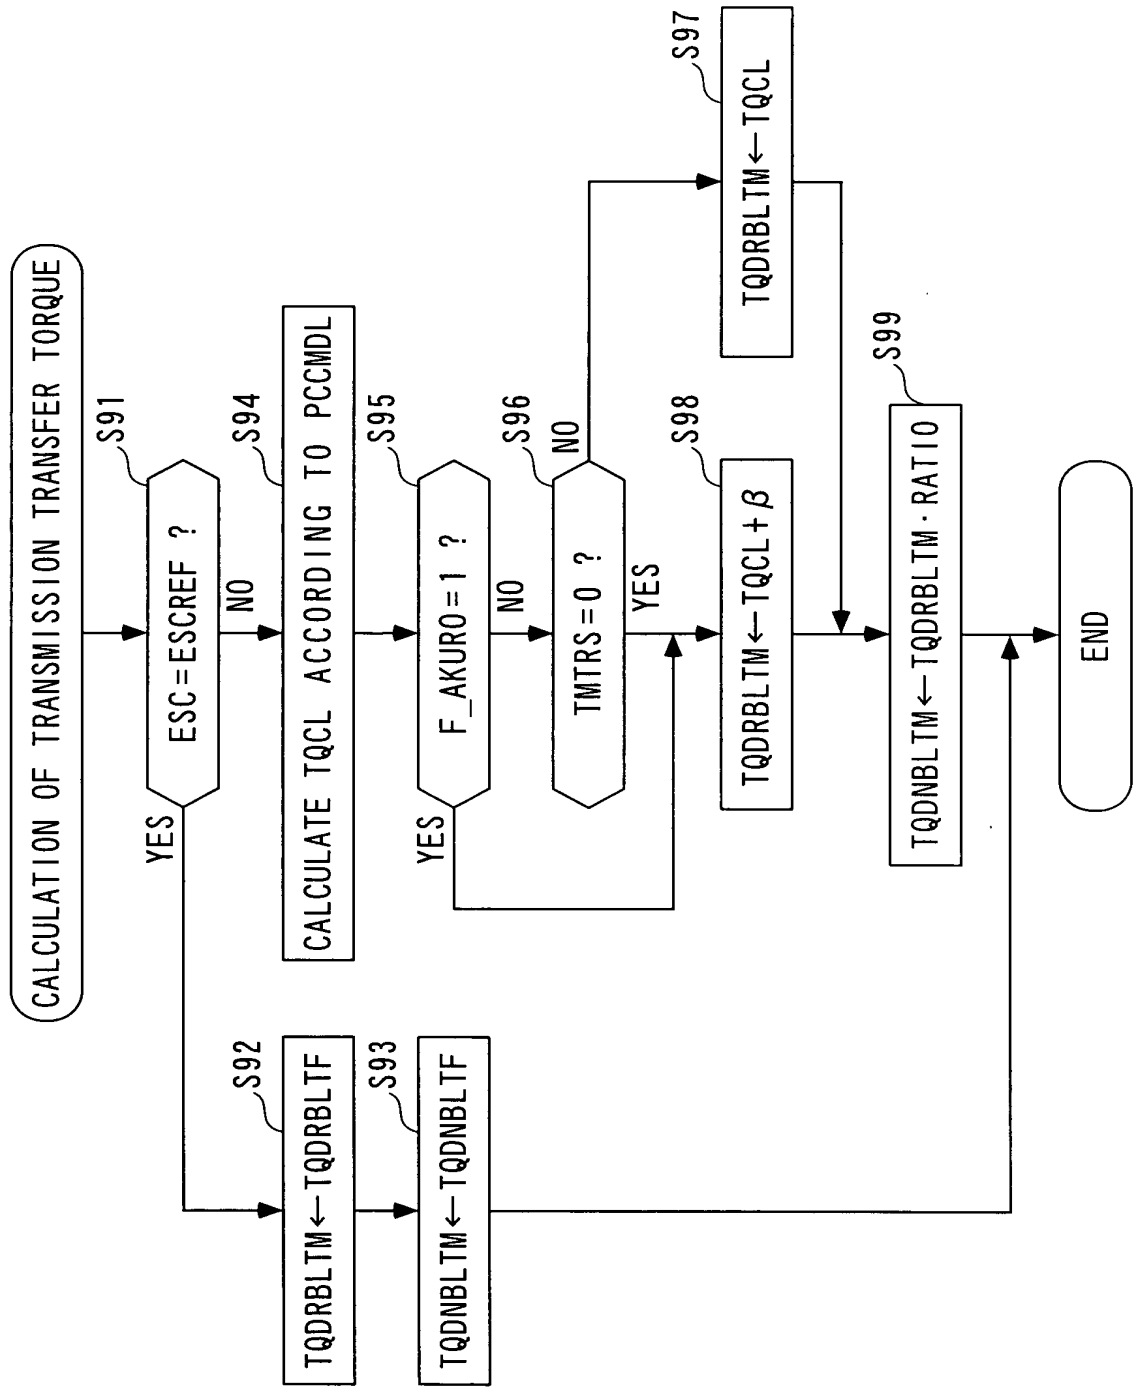 CALCULATION OF TRANSMISSION TRANSFER TORQUE
S91
ESC=ESCREF ?
YES
NO
S92
TQDRBLTM←TQDRBLTF
S93
TQDNBLTM←TQDNBLTF
S94
CALCULATE TQCL ACCORDING TO PCCMDL
S95
F_AKURO=1 ?
YES
NO
S96
TMTRS=0 ?
NO
YES
S97
TQDRBLTM←TQCL
S98
TQDRBLTM←TQCL+β
S99
TQDNBLTM←TQDRBLTM·RATIO
END